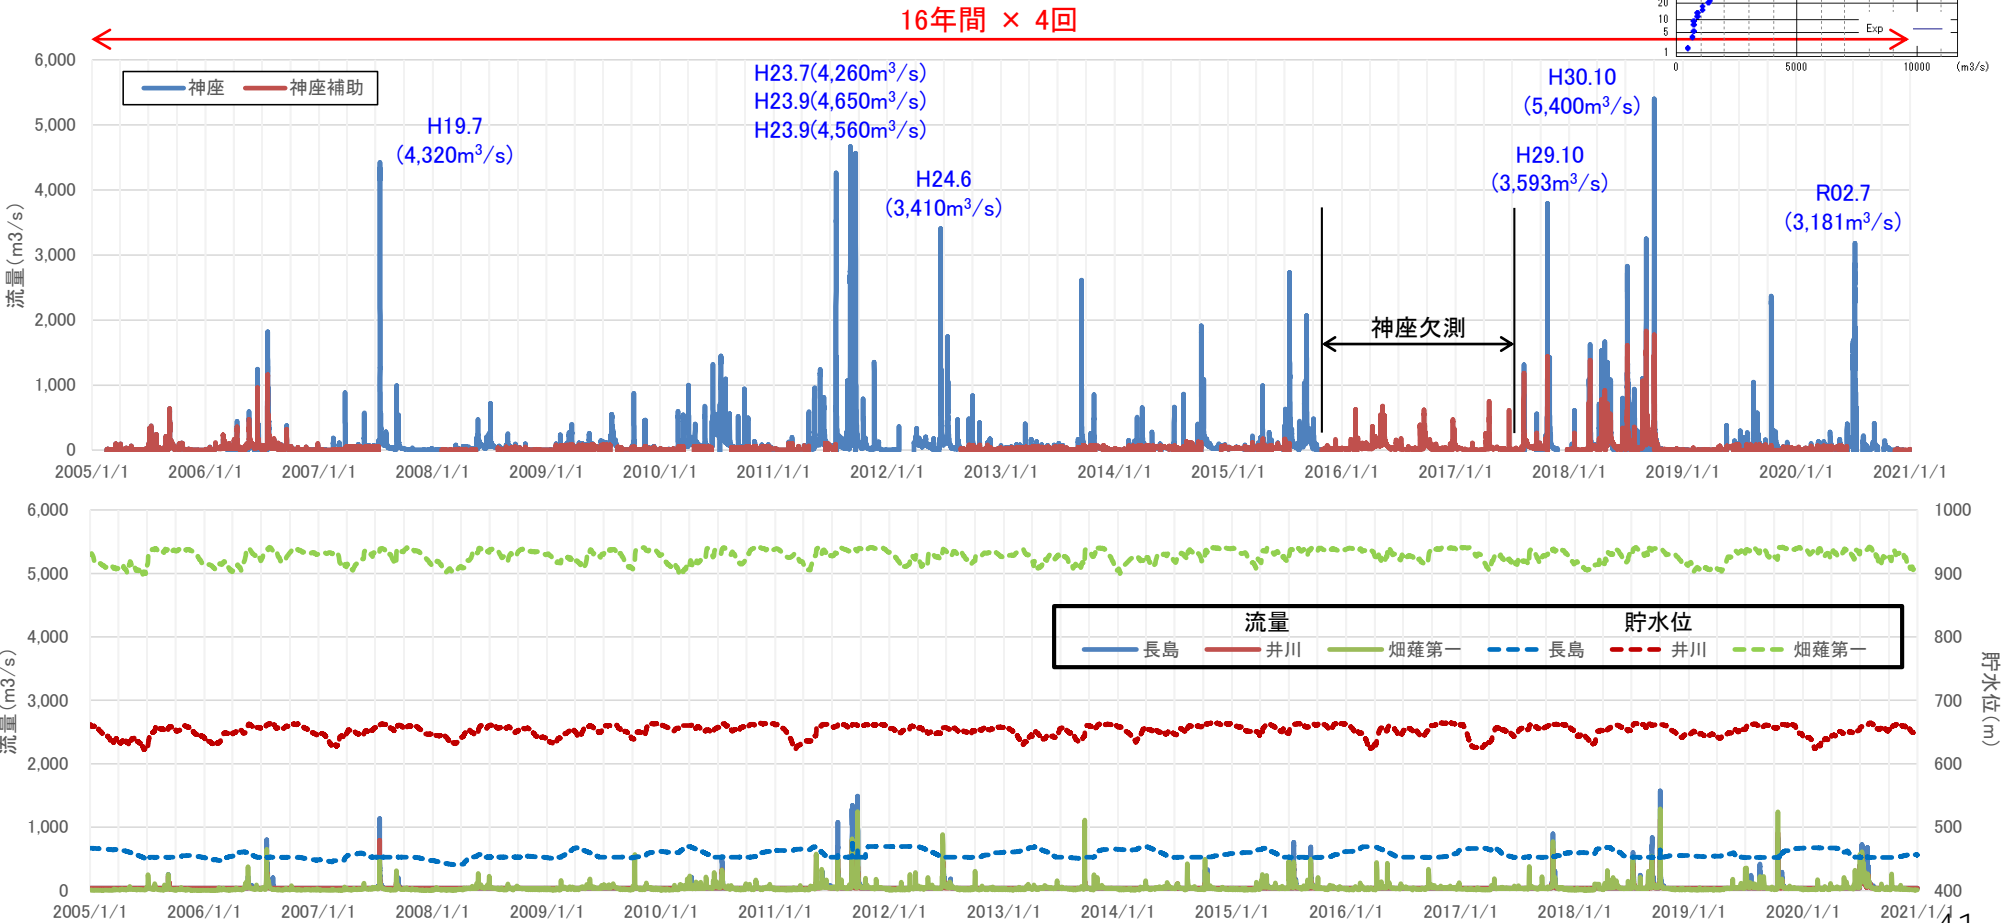 16年間 × 4回
20
10
5
1
Exp
0 5000 10000 (m3/s)
神座 神座補助
H19.7
(4,320m³/s)
H23.7(4,260m³/s)
H23.9(4,650m³/s)
H23.9(4,560m³/s)
H24.6
(3,410m³/s)
H30.10
(5,400m³/s)
H29.10
(3,593m³/s)
R02.7
(3,181m³/s)
神座欠測
流量(m3/s)
6,000
5,000
4,000
3,000
2,000
1,000
0
2005/1/1 2006/1/1 2007/1/1 2008/1/1 2009/1/1 2010/1/1 2011/1/1 2012/1/1 2013/1/1 2014/1/1 2015/1/1 2016/1/1 2017/1/1 2018/1/1 2019/1/1 2020/1/1 2021/1/1
流量(m3/s)
6,000
5,000
4,000
3,000
2,000
1,000
0
流量 貯水位
長島 井川 畑薙第一 長島 井川 畑薙第一
1000
900
800
700
600
500
400
貯水位(m)
2005/1/1 2006/1/1 2007/1/1 2008/1/1 2009/1/1 2010/1/1 2011/1/1 2012/1/1 2013/1/1 2014/1/1 2015/1/1 2016/1/1 2017/1/1 2018/1/1 2019/1/1 2020/1/1 2021/1/1